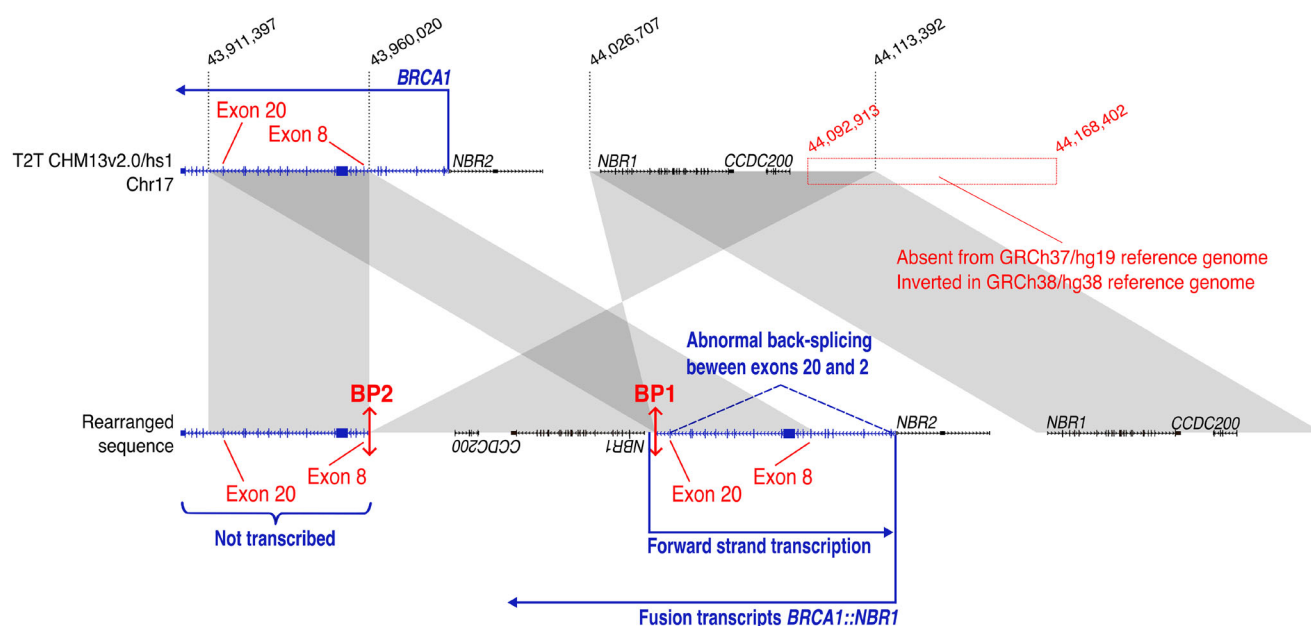 43,911,397
43,960,020
44,026,707
44,113,392
BRCA1
44,092,913
44,168,402
Exon 20
Exon 8
T2T CHM13v2.0/hs1
Chr17
NBR2
NBR1
CCDC200
Absent from GRCh37/hg19 reference genome
Inverted in GRCh38/hg38 reference genome
Abnormal back-splicing
beween exons 20 and 2
BP2
BP1
Rearranged
sequence
CCDC200
NBR1
NBR2
NBR1
CCDC200
Exon 20
Exon 8
Exon 20
Exon 8
Not transcribed
Forward strand transcription
Fusion transcripts BRCA1::NBR1